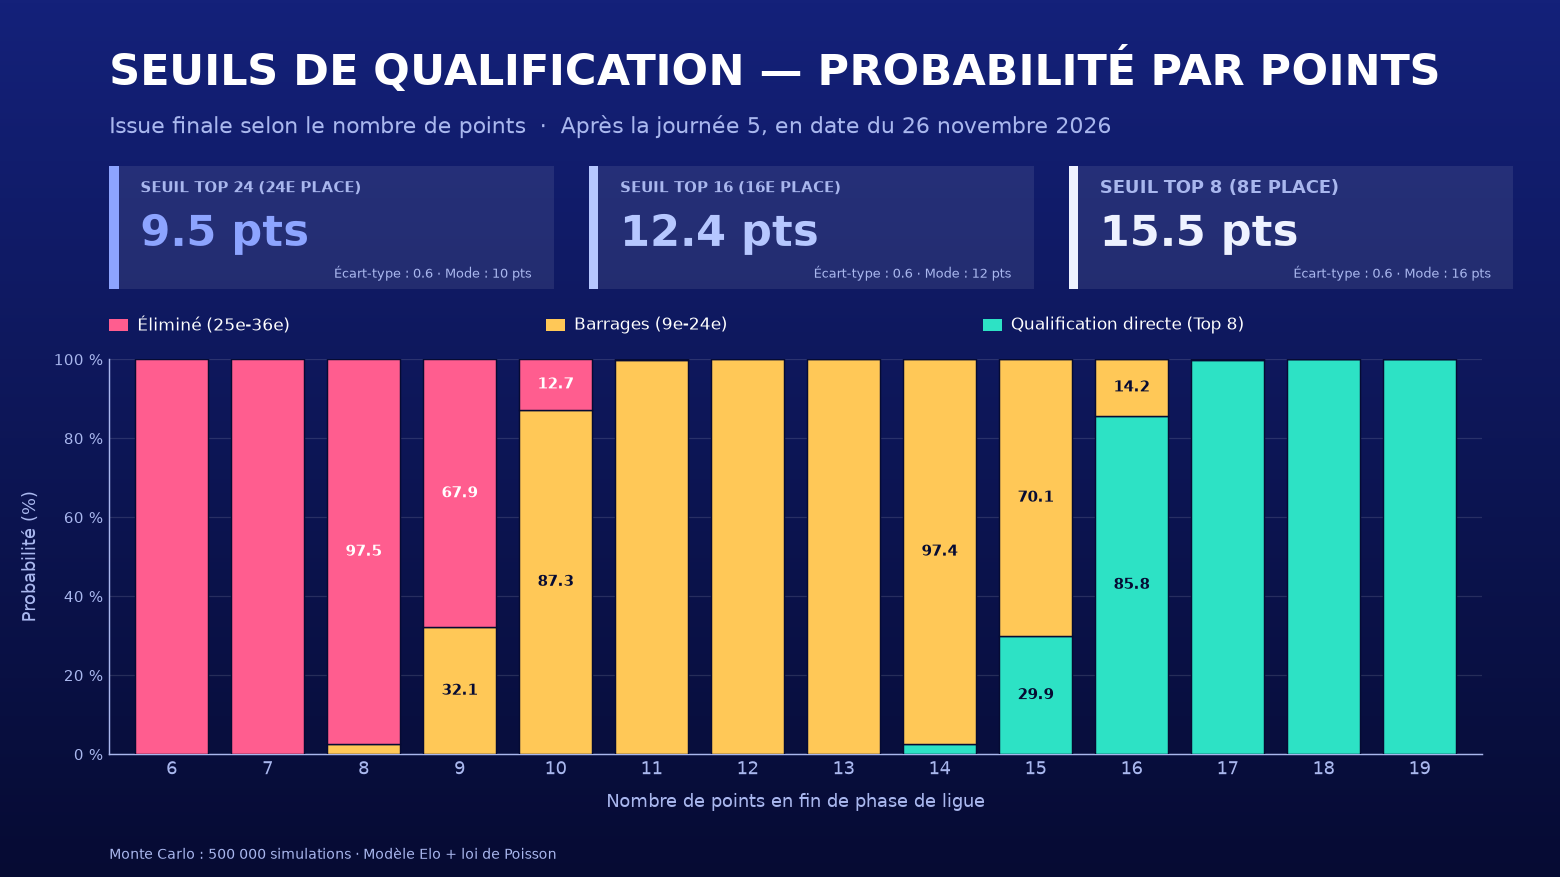 SEUILS DE QUALIFICATION — PROBABILITÉ PAR POINTS
Issue finale selon le nombre de points · Après la journée 5, en date du 26 novembre 2026
SEUIL TOP 24 (24E PLACE)
9.5 pts
Écart-type : 0.6 · Mode : 10 pts
SEUIL TOP 16 (16E PLACE)
12.4 pts
Écart-type : 0.6 · Mode : 12 pts
SEUIL TOP 8 (8E PLACE)
15.5 pts
Écart-type : 0.6 · Mode : 16 pts
Éliminé (25e-36e)
Barrages (9e-24e)
Qualification directe (Top 8)
Probabilité (%)
100 %
80 %
60 %
40 %
20 %
0 %
97.5
67.9
32.1
12.7
87.3
97.4
70.1
29.9
14.2
85.8
6 7 8 9 10 11 12 13 14 15 16 17 18 19
Nombre de points en fin de phase de ligue
Monte Carlo : 500 000 simulations · Modèle Elo + loi de Poisson